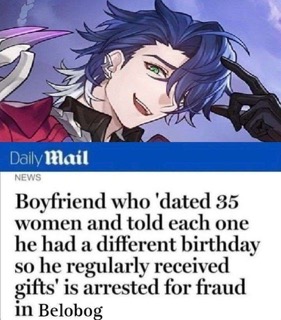 Daily Mail
NEWS
Boyfriend who 'dated 35
women and told each one
he had a different birthday
so he regularly received
gifts' is arrested for fraud
in Belobog